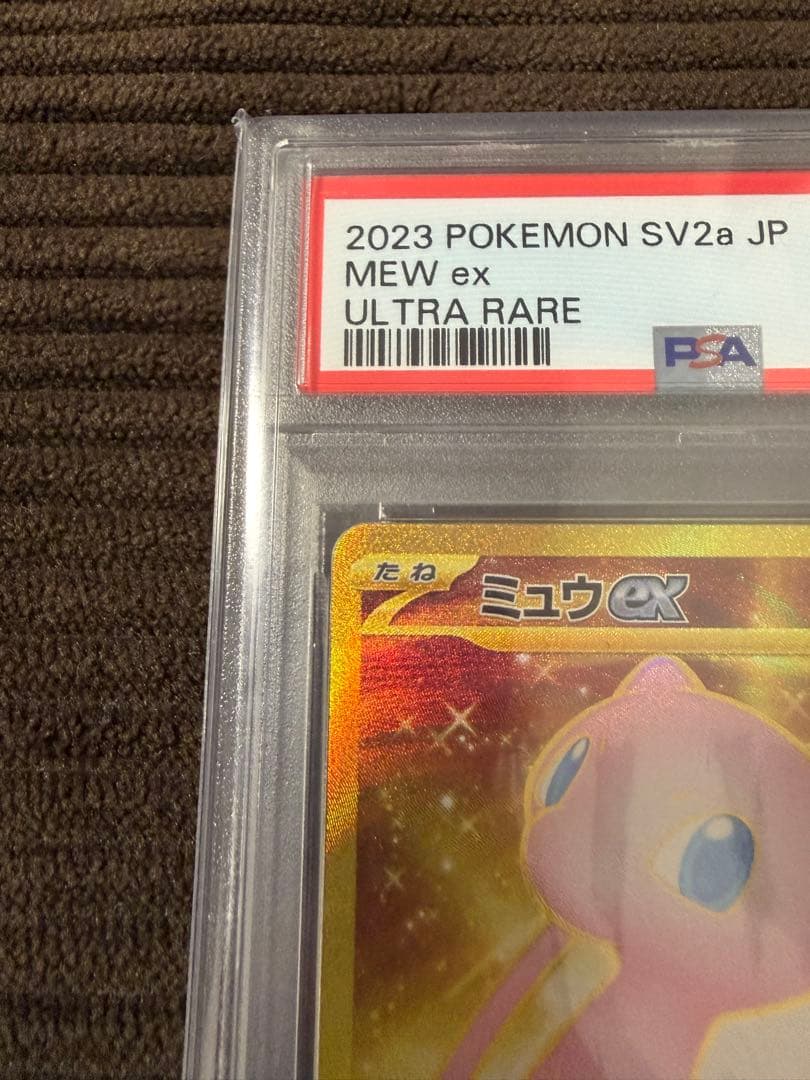 2023 POKEMON SV2a JP
MEW ex
ULTRA RARE
PSA
たね
ミュウex